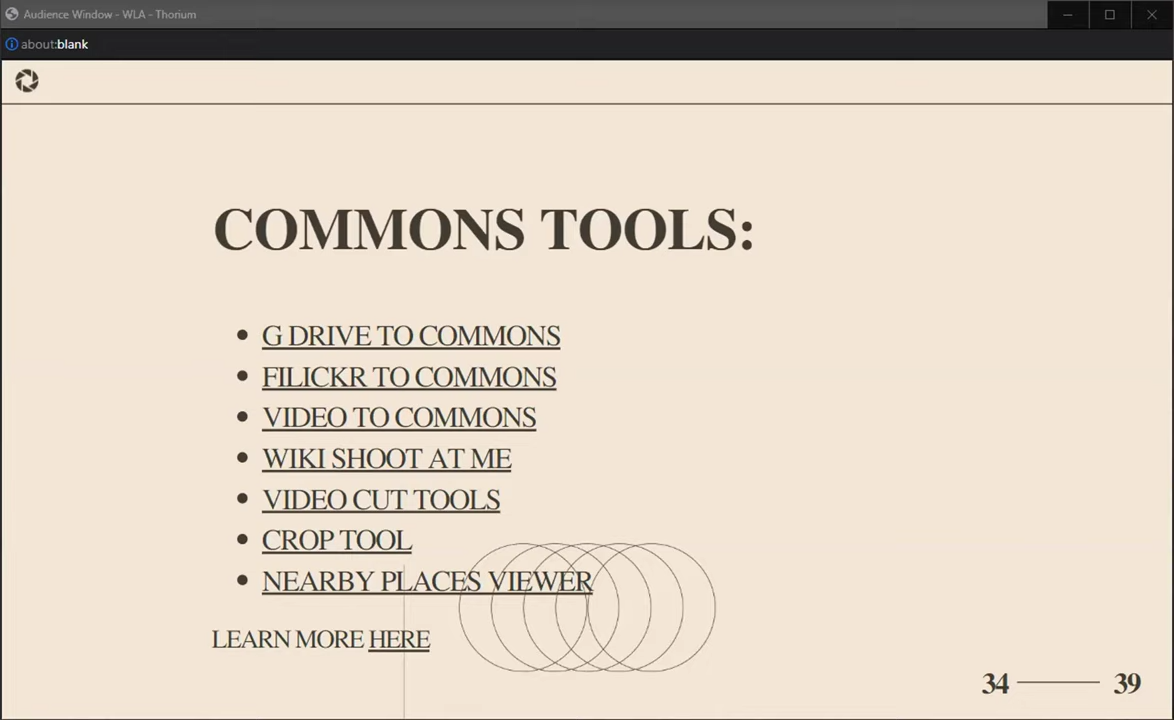 Audience Window - WLA - Thorium
about:blank
COMMONS TOOLS:
• G DRIVE TO COMMONS
• FILICKR TO COMMONS
• VIDEO TO COMMONS
• WIKI SHOOT AT ME
• VIDEO CUT TOOLS
• CROP TOOL
• NEARBY PLACES VIEWER
LEARN MORE HERE
34 39